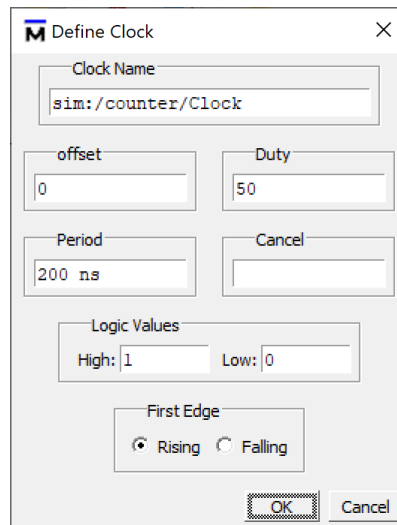 Define Clock
Clock Name
sim:/counter/Clock
offset
Duty
0
50
Period
Cancel
200 ns
Logic Values
High: 1 Low: 0
First Edge
Rising Falling
OK Cancel